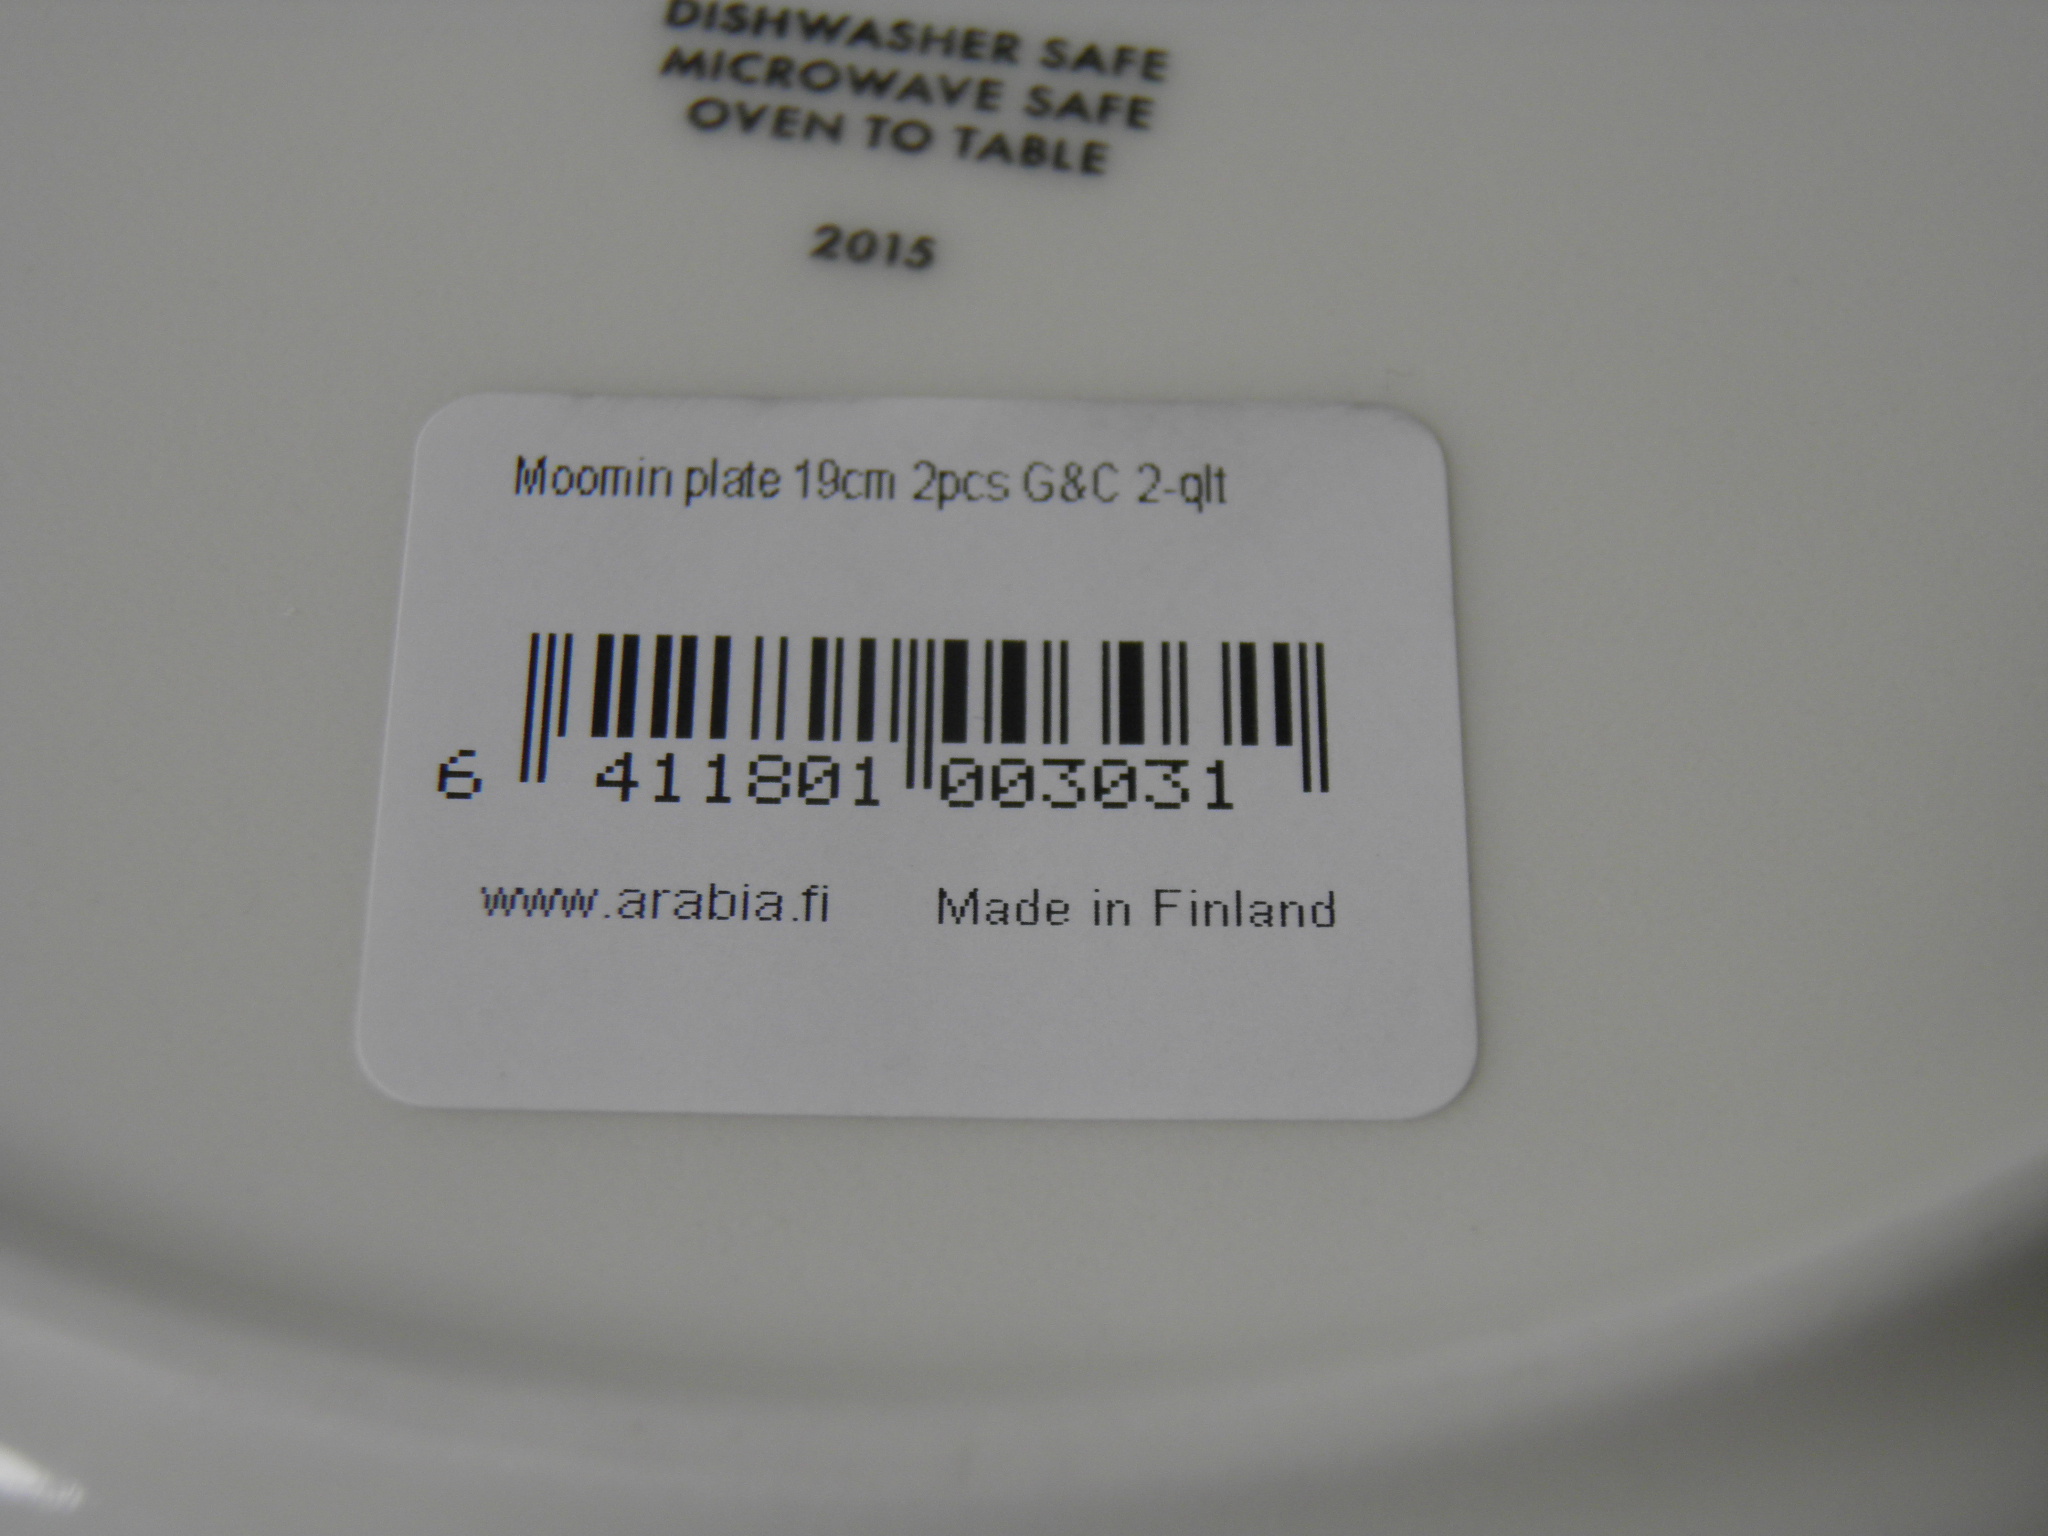 DISHWASHER SAFE
MICROWAVE SAFE
OVEN TO TABLE
2015
Moomin plate 19cm 2pcs G&C 2-qlt
6 411801 003031
www.arabia.fi Made in Finland